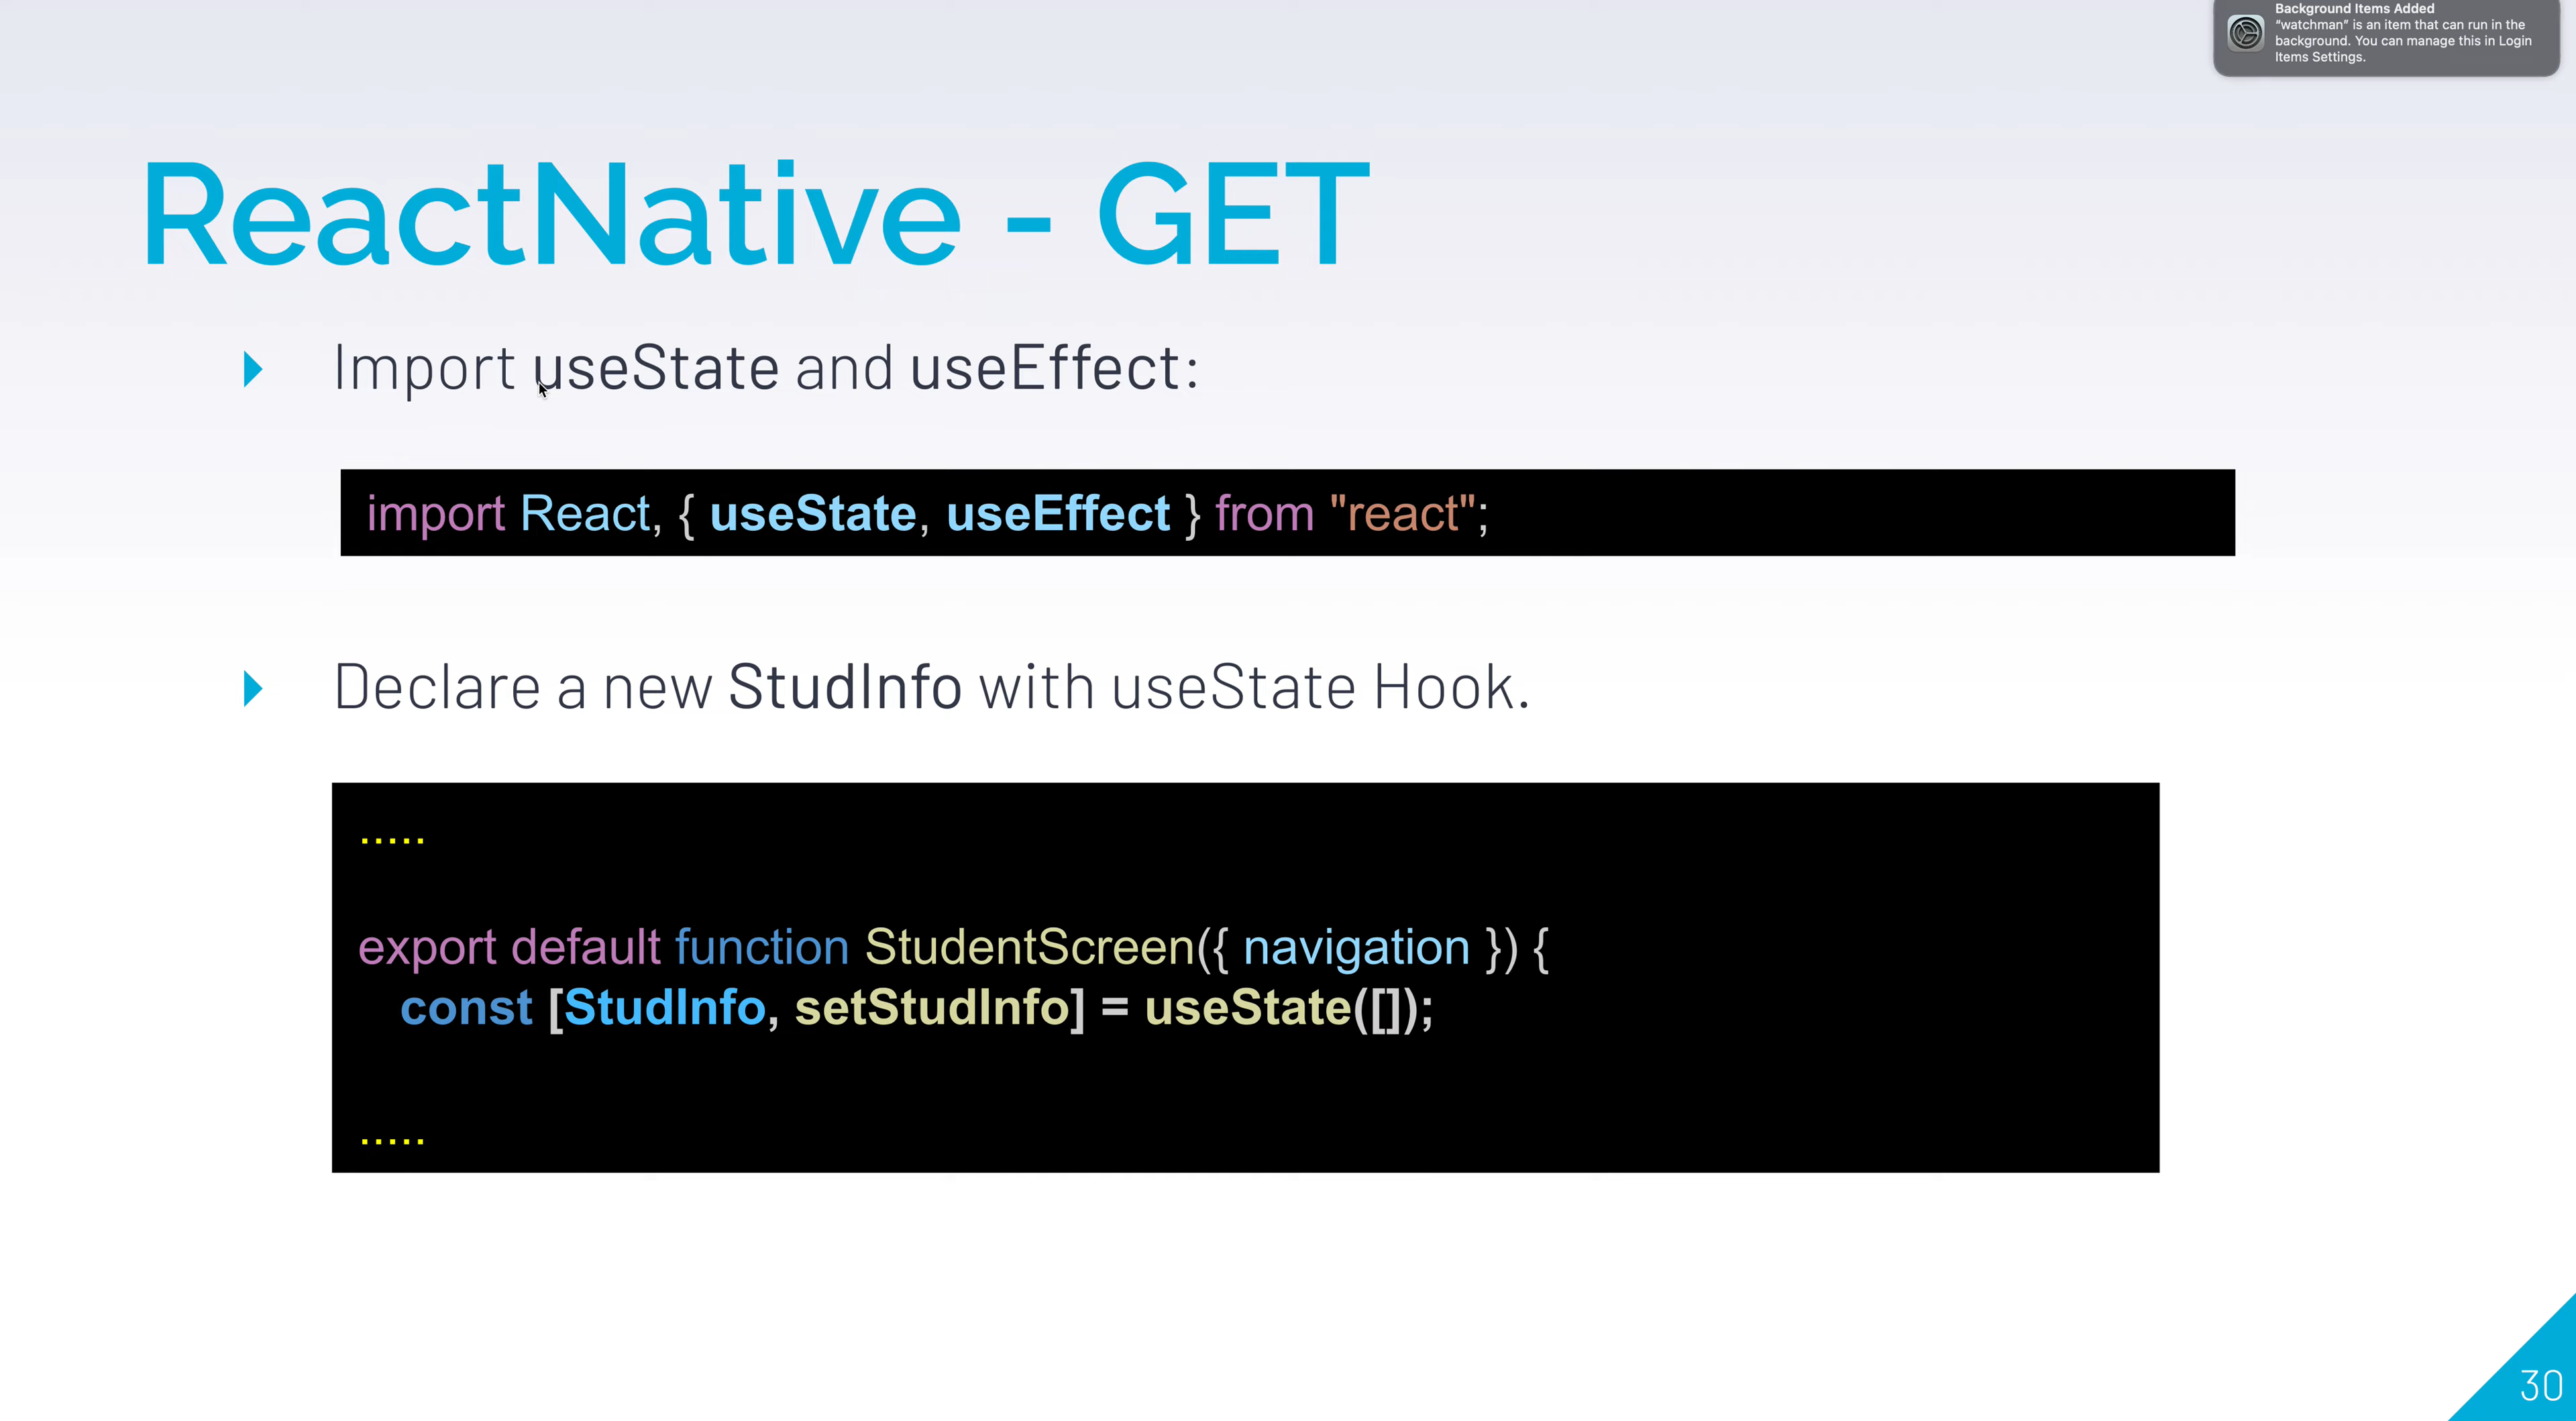 Background Items Added
“watchman” is an item that can run in the
background. You can manage this in Login
Items Settings.
ReactNative - GET
Import useState and useEffect:
import React, { useState, useEffect } from "react";
Declare a new StudInfo with useState Hook.
.....
export default function StudentScreen({ navigation }) {
const [StudInfo, setStudInfo] = useState([]);
.....
30